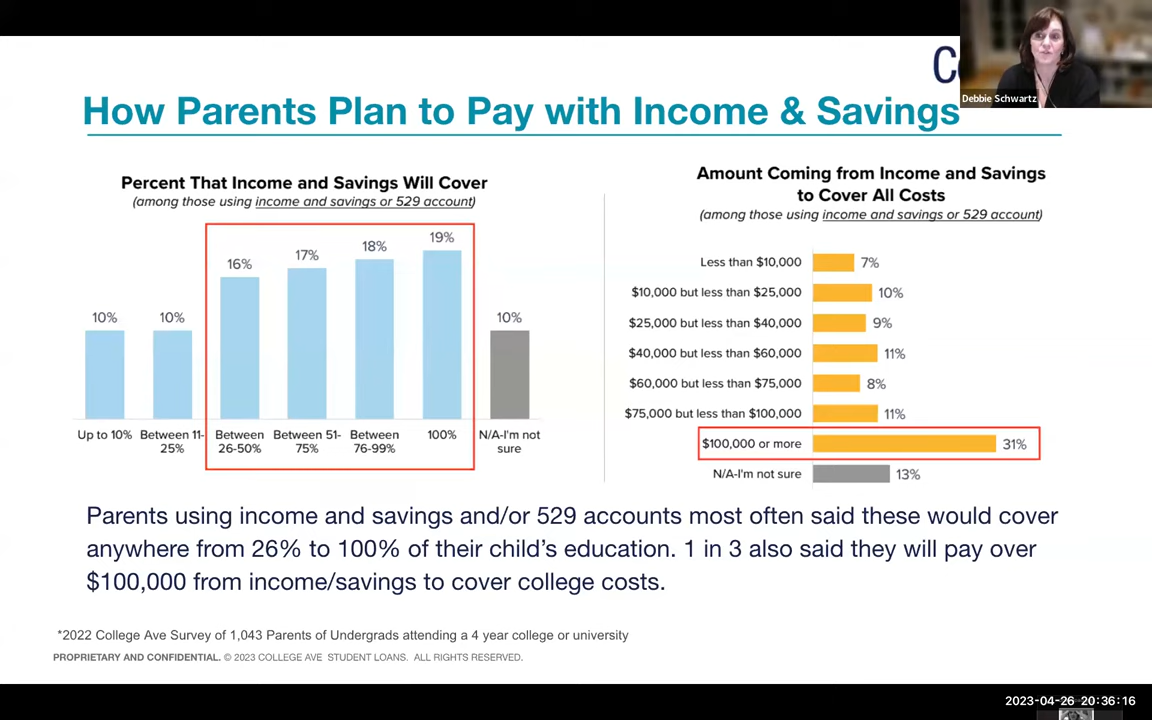 C
Debbie Schwartz
How Parents Plan to Pay with Income & Savings
Percent That Income and Savings Will Cover
(among those using income and savings or 529 account)
10%
10%
16%
17%
18%
19%
10%
Up to 10%
Between 11-
25%
Between
26-50%
Between 51-
75%
Between
76-99%
100%
N/A-I'm not
sure
Amount Coming from Income and Savings
to Cover All Costs
(among those using income and savings or 529 account)
Less than $10,000 7%
$10,000 but less than $25,000 10%
$25,000 but less than $40,000 9%
$40,000 but less than $60,000 11%
$60,000 but less than $75,000 8%
$75,000 but less than $100,000 11%
$100,000 or more 31%
N/A-I'm not sure 13%
Parents using income and savings and/or 529 accounts most often said these would cover
anywhere from 26% to 100% of their child’s education. 1 in 3 also said they will pay over
$100,000 from income/savings to cover college costs.
*2022 College Ave Survey of 1,043 Parents of Undergrads attending a 4 year college or university
PROPRIETARY AND CONFIDENTIAL. © 2023 COLLEGE AVE STUDENT LOANS. ALL RIGHTS RESERVED.
2023-04-26 20:36:16